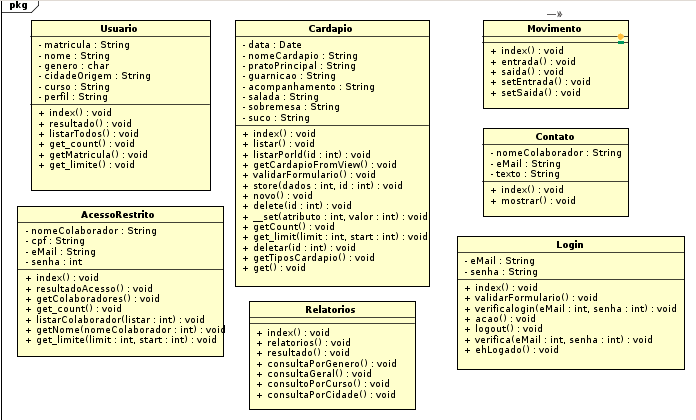 pkg
Usuario
- matricula : String
- nome : String
- genero : char
- cidadeOrigem : String
- curso : String
- perfil : String
+ index() : void
+ resultado() : void
+ listarTodos() : void
+ get_count() : void
+ getMatricula() : void
+ get_limite() : void
Cardapio
- data : Date
- nomeCardapio : String
- pratoPrincipal : String
- guarnicao : String
- acompanhamento : String
- salada : String
- sobremesa : String
- suco : String
+ index() : void
+ listar() : void
+ listarPorId(id : int) : void
+ getCardapioFromView() : void
+ validarFormulario() : void
+ store(dados : int, id : int) : void
+ novo() : void
+ delete(id : int) : void
+ __set(atributo : int, valor : int) : void
+ getCount() : void
+ get_limit(limit : int, start : int) : void
+ deletar(id : int) : void
+ getTiposCardapio() : void
+ get() : void
Movimento
+ index() : void
+ entrada() : void
+ saida() : void
+ setEntrada() : void
+ setSaida() : void
Contato
- nomeColaborador : String
- eMail : String
- texto : String
+ index() : void
+ mostrar() : void
AcessoRestrito
- nomeColaborador : String
- cpf : String
- eMail : String
- senha : int
+ index() : void
+ resultadoAcesso() : void
+ getColaboradores() : void
+ get_count() : void
+ listarColaborador(listar : int) : void
+ getNome(nomeColaborador : int) : void
+ get_limite(limit : int, start : int) : void
Relatorios
+ index() : void
+ relatorios() : void
+ resultado() : void
+ consultaPorGenero() : void
+ consultaGeral() : void
+ consultoPorCurso() : void
+ consultaPorCidade() : void
Login
- eMail : String
- senha : String
+ index() : void
+ validarFormulario() : void
+ verificalogin(eMail : int, senha : int) : void
+ acao() : void
+ logout() : void
+ verifica(eMail : int, senha : int) : void
+ ehLogado() : void